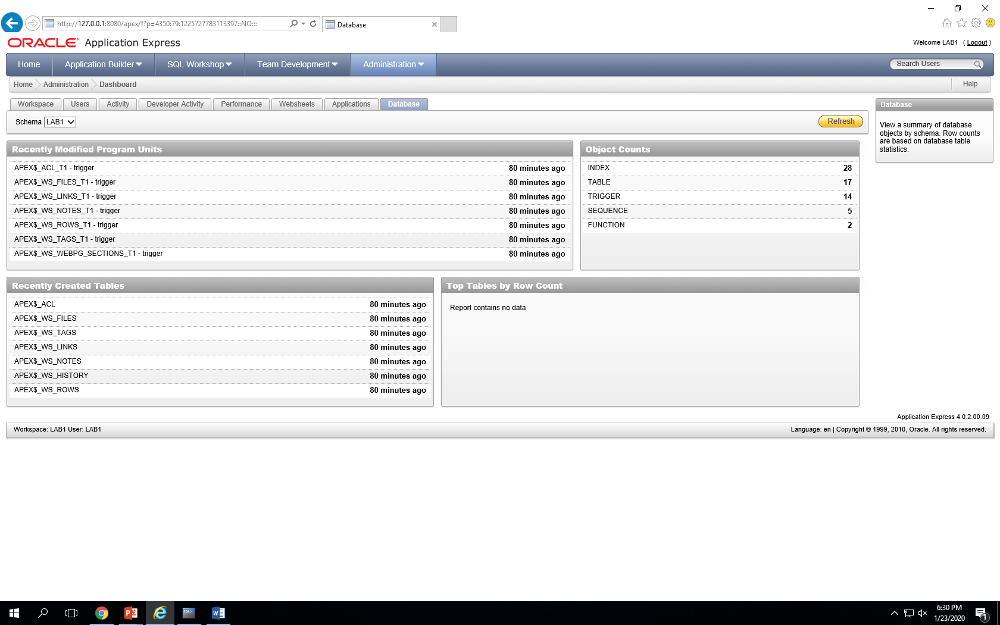 http://127.0.0.1:8080/apex/f?p=4350:79:1225727783113397::NO:::
Database
ORACLE Application Express
Welcome LAB1 ( Logout )
Home Application Builder SQL Workshop Team Development Administration
Search Users
Home Administration Dashboard
Help
Workspace Users Activity Developer Activity Performance Websheets Applications Database
Schema LAB1
Refresh
Database
View a summary of database
objects by schema. Row counts
are based on database table
statistics.
Recently Modified Program Units
APEX$_ACL_T1 - trigger 80 minutes ago
APEX$_WS_FILES_T1 - trigger 80 minutes ago
APEX$_WS_LINKS_T1 - trigger 80 minutes ago
APEX$_WS_NOTES_T1 - trigger 80 minutes ago
APEX$_WS_ROWS_T1 - trigger 80 minutes ago
APEX$_WS_TAGS_T1 - trigger 80 minutes ago
APEX$_WS_WEBPG_SECTIONS_T1 - trigger 80 minutes ago
Object Counts
INDEX 28
TABLE 17
TRIGGER 14
SEQUENCE 5
FUNCTION 2
Recently Created Tables
APEX$_ACL 80 minutes ago
APEX$_WS_FILES 80 minutes ago
APEX$_WS_TAGS 80 minutes ago
APEX$_WS_LINKS 80 minutes ago
APEX$_WS_NOTES 80 minutes ago
APEX$_WS_HISTORY 80 minutes ago
APEX$_WS_ROWS 80 minutes ago
Top Tables by Row Count
Report contains no data
Application Express 4.0.2.00.09
Workspace: LAB1 User: LAB1
Language: en | Copyright © 1999, 2010, Oracle. All rights reserved.
6:30 PM
1/23/2020
1